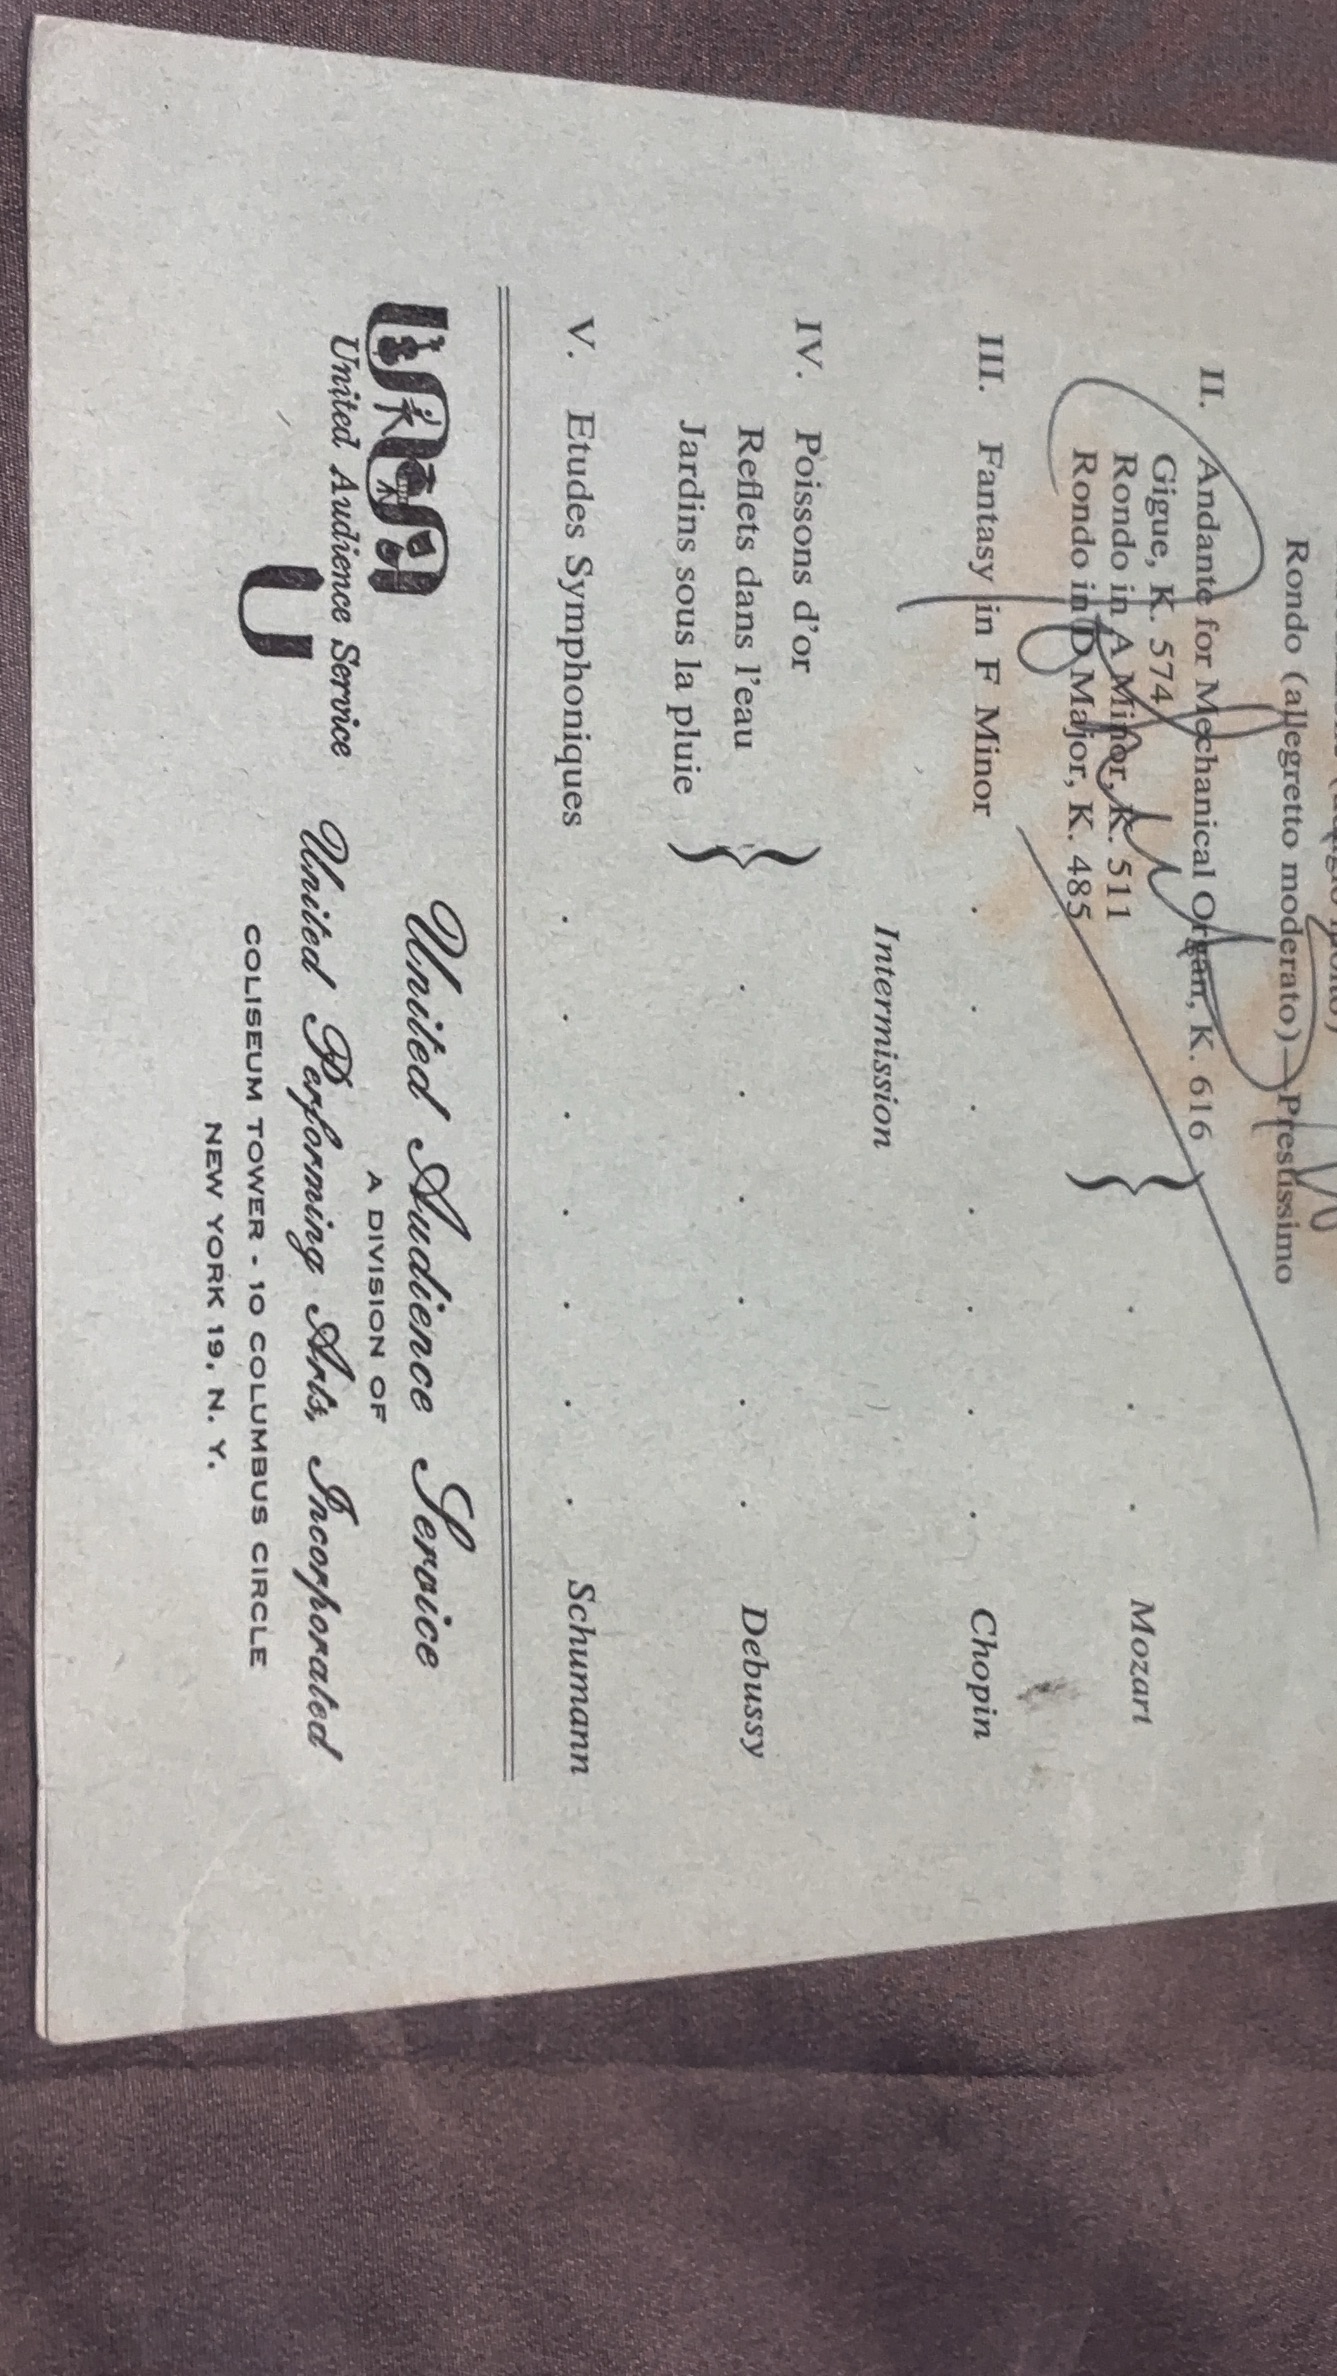 Rondo (allegretto moderato)—Prestissimo
II. Andante for Mechanical Organ, K. 616
Gigue, K. 574
Rondo in A Minor, K. 511
Rondo in D Major, K. 485
} . . . Mozart
III. Fantasy in F Minor . . . . . . . Chopin
Intermission
IV. Poissons d'or
Reflets dans l'eau
Jardins sous la pluie
} . . . . . . Debussy
V. Etudes Symphoniques . . . . . . . Schumann
United Audience Service
A DIVISION OF
United Performing Arts, Incorporated
COLISEUM TOWER - 10 COLUMBUS CIRCLE
NEW YORK 19, N. Y.
UAS
United Audience Service
U